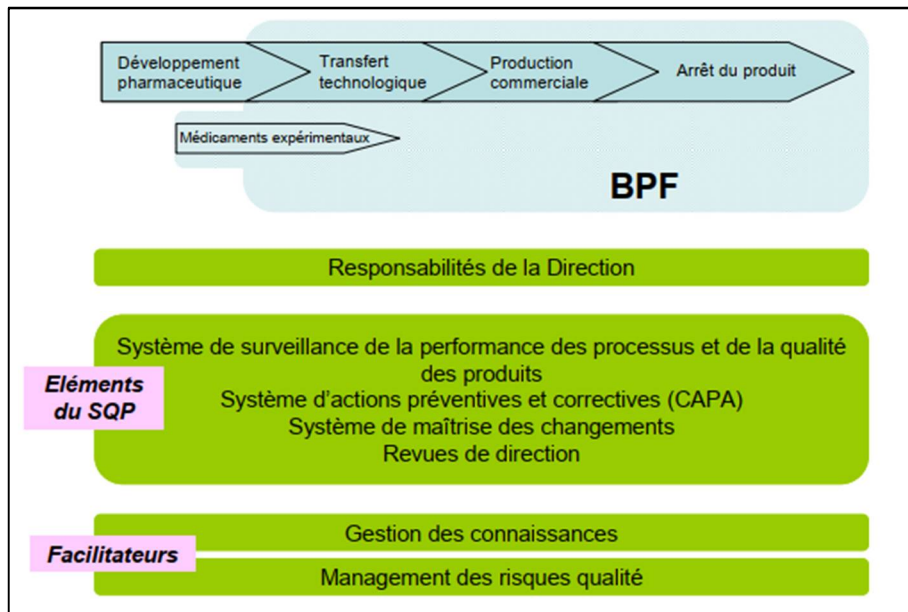 Développement
pharmaceutique
Transfert
technologique
Production
commerciale
Arrêt du produit
Médicaments expérimentaux
BPF
Responsabilités de la Direction
Système de surveillance de la performance des processus et de la qualité
des produits
Système d'actions préventives et correctives (CAPA)
Système de maîtrise des changements
Revues de direction
Eléments
du SQP
Gestion des connaissances
Management des risques qualité
Facilitateurs